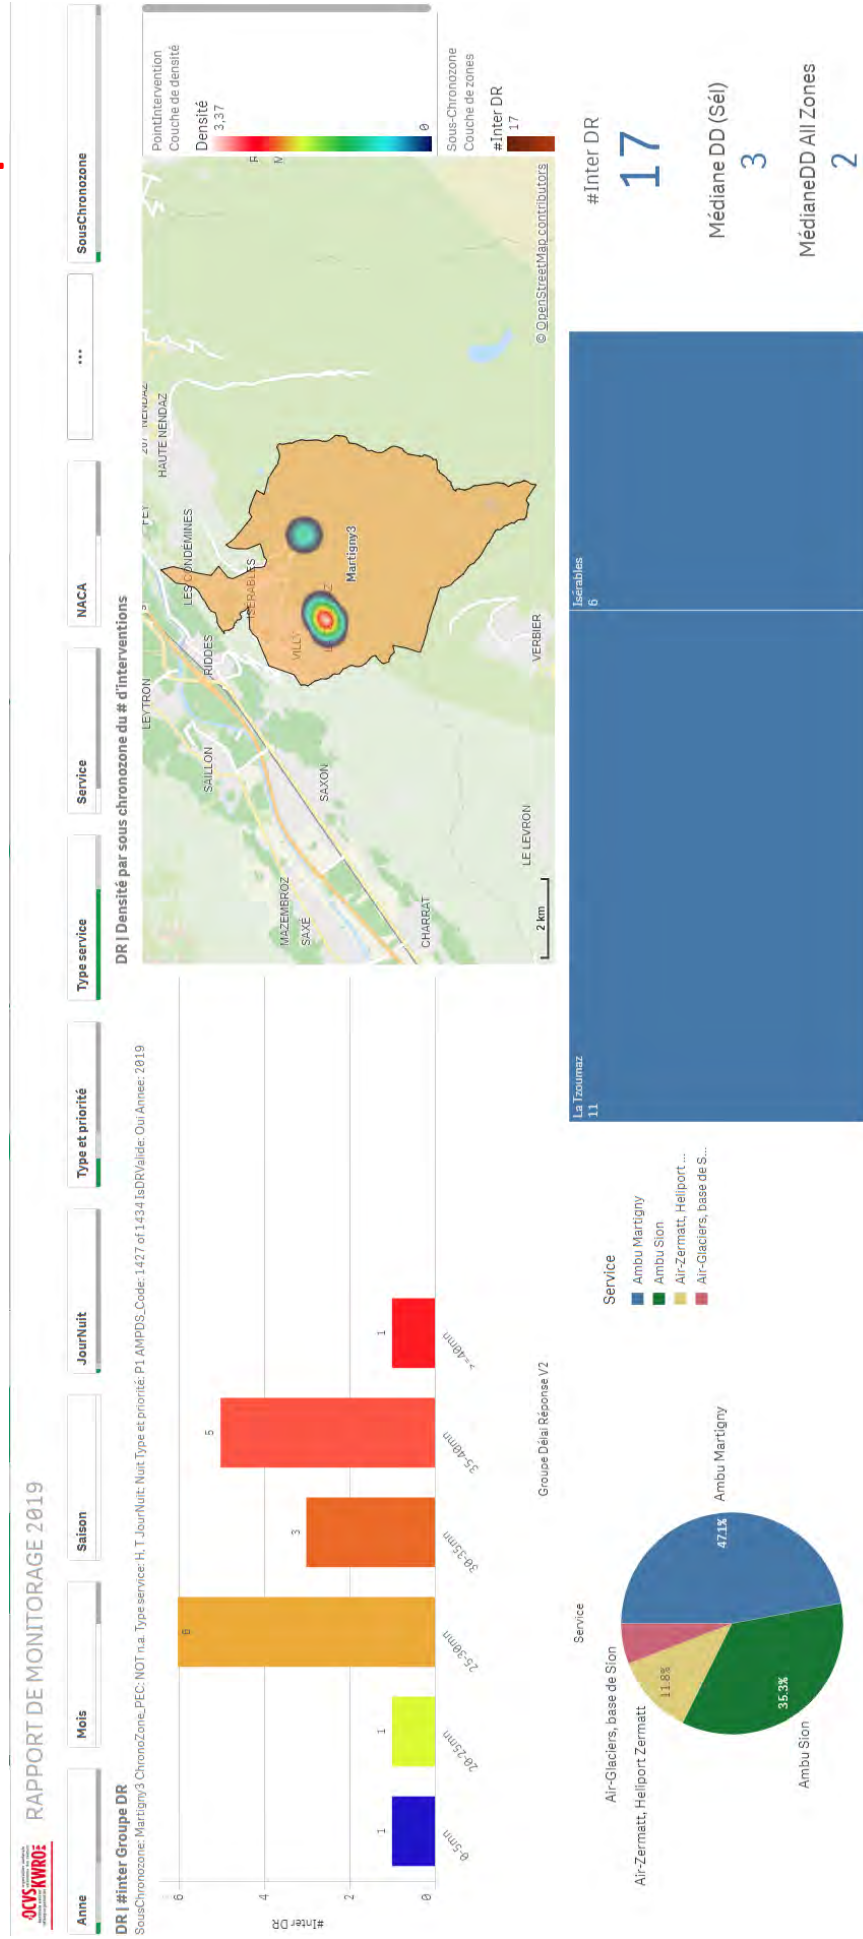 OCVS
KWRO
RAPPORT DE MONITORAGE 2019
Anne
Mois
Saison
JourNuit
Type et priorité
Type service
Service
NACA
...
SousChronozone
DR | #inter Groupe DR
SousChronozone: Martigny3 ChronoZone_PEC: NOT n.a. Type service: H, T JourNuit: Nuit Type et priorité: P1 AMPDS_Code: 1427 of 1434 IsDRValide: Oui Annee: 2019
#Inter DR
6
4
2
0
1
1
6
3
5
1
0-5mn
20-25mn
25-30mn
30-35mn
35-40mn
>=40mn
Groupe Délai Réponse V2
DR | Densité par sous chronozone du # d'interventions
LEYTRON
SAILLON
RIDDES
FEY
LES CONDÉMINES
HAUTE NENDAZ
ISÉRABLES
VILLY
Martigny3
MAZEMBROZ
SAXÉ
SAXON
CHARRAT
LE LEVRON
VERBIER
2 km
© OpenStreetMap contributors
PointIntervention
Couche de densité
Densité
3,37
0
Sous-Chronozone
Couche de zones
#Inter DR
17
Service
Air-Glaciers, base de Sion
Air-Zermatt, Heliport Zermatt
11.8%
47.1%
Ambu Martigny
35.3%
Ambu Sion
Service
Ambu Martigny
Ambu Sion
Air-Zermatt, Heliport ...
Air-Glaciers, base de S...
La Tzoumaz
11
Isérables
6
#Inter DR
17
Médiane DD (Sél)
3
MédianeDD All Zones
2